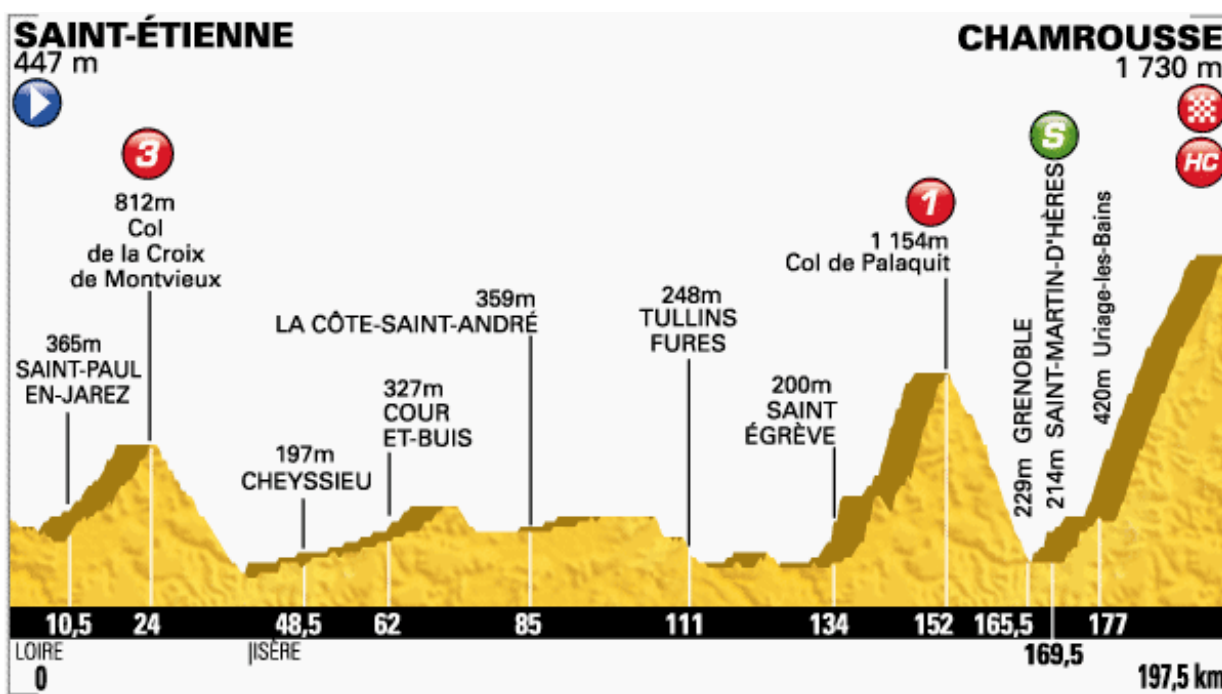 SAINT-ÉTIENNE
447 m
CHAMROUSSE
1 730 m
S
HC
3
812m
Col
de la Croix
de Montvieux
1
1 154m
Col de Palaquit
365m
SAINT-PAUL
EN-JAREZ
359m
LA CÔTE-SAINT-ANDRÉ
248m
TULLINS
FURES
327m
COUR
ET-BUIS
197m
CHEYSSIEU
200m
SAINT
ÉGRÈVE
229m GRENOBLE
214m SAINT-MARTIN-D'HÈRES
420m Uriage-les-Bains
10,5 24 48,5 62 85 111 134 152 165,5 177
LOIRE |ISÈRE 169,5
0 197,5 km